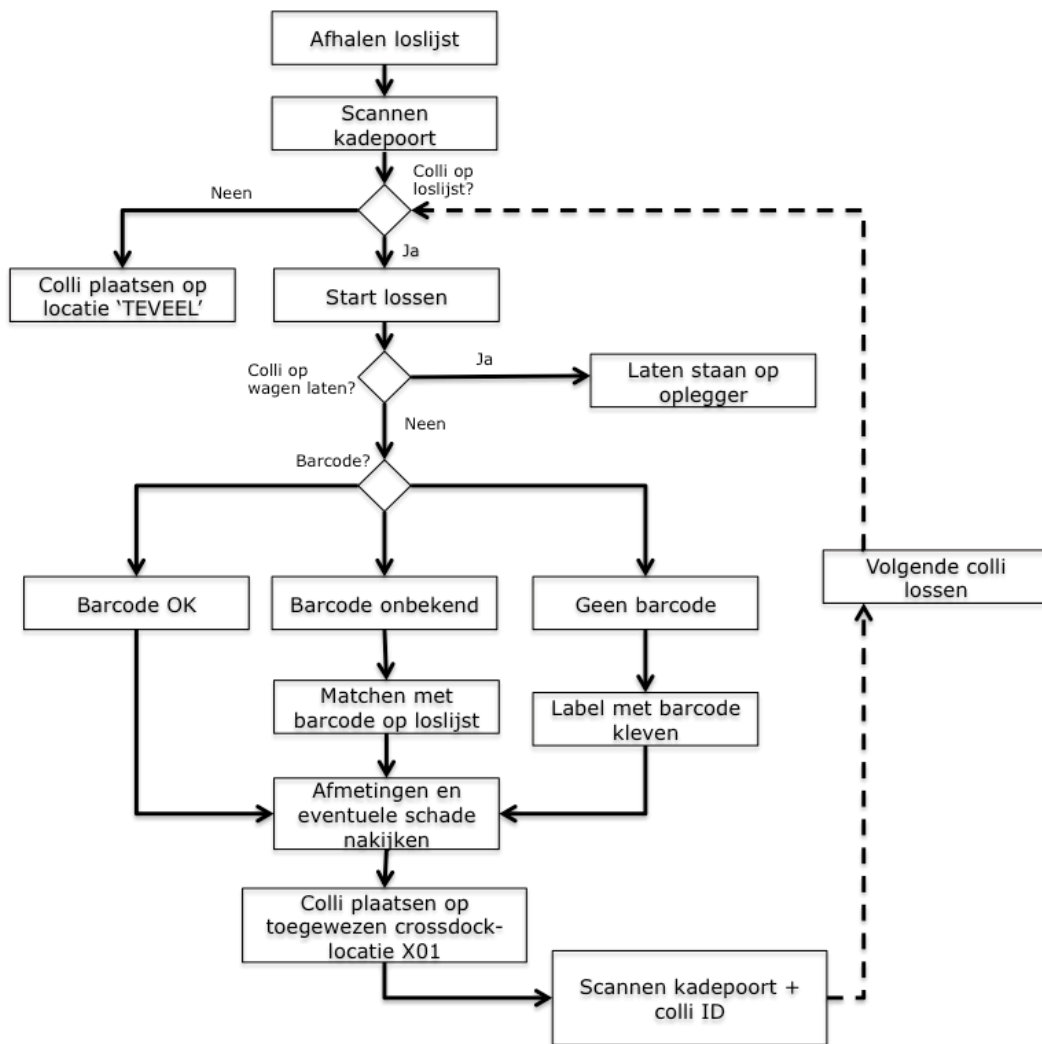 Afhalen loslijst
Scannen
kadepoort
Colli op
loslijst?
Neen
Ja
Colli plaatsen op
locatie ‘TEVEEL’
Start lossen
Colli op
wagen laten?
Ja
Laten staan op
oplegger
Neen
Barcode?
Volgende colli
lossen
Barcode OK
Barcode onbekend
Geen barcode
Matchen met
barcode op loslijst
Label met barcode
kleven
Afmetingen en
eventuele schade
nakijken
Colli plaatsen op
toegewezen crossdock-
locatie X01
Scannen kadepoort +
colli ID